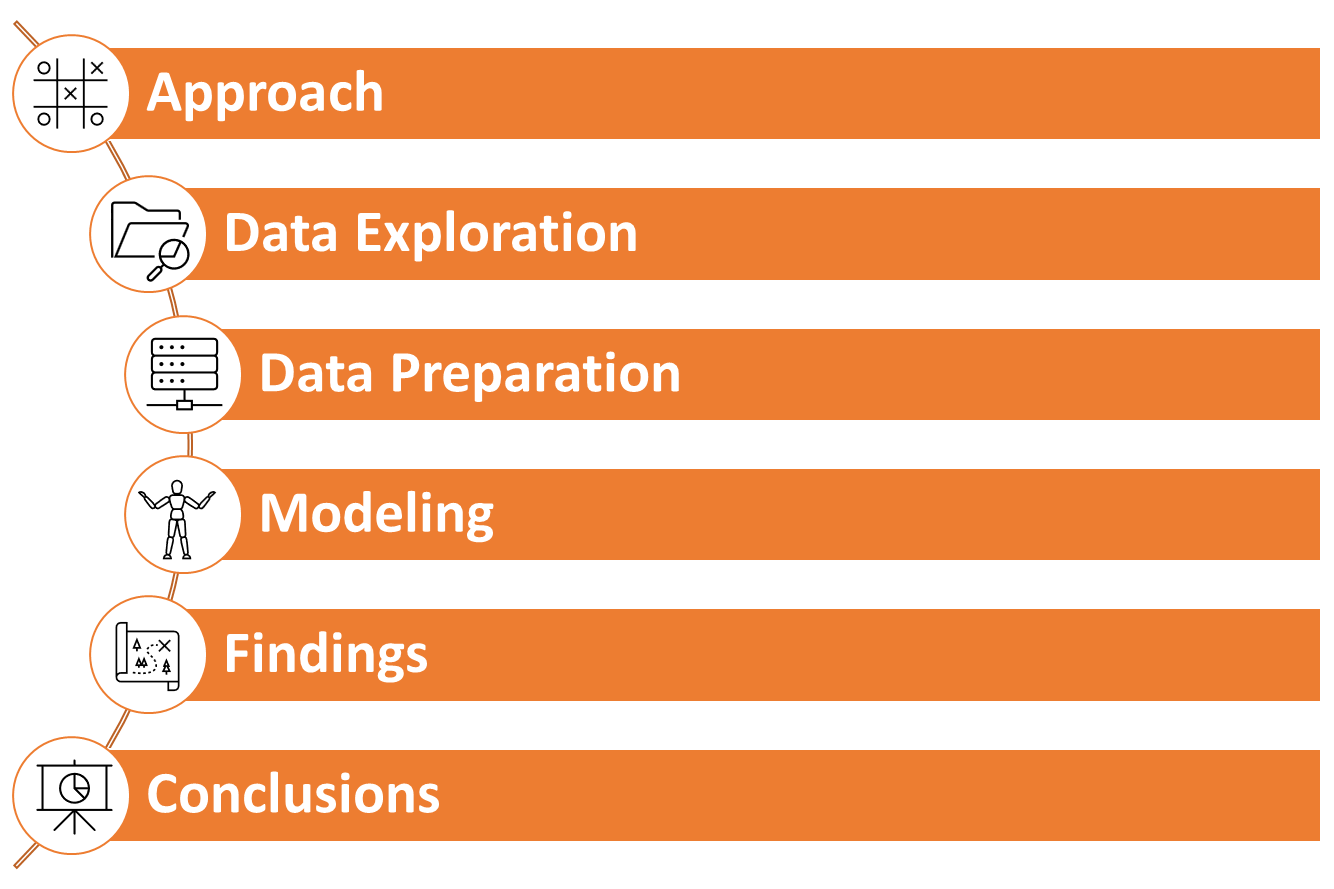 Approach
Data Exploration
Data Preparation
Modeling
Findings
Conclusions